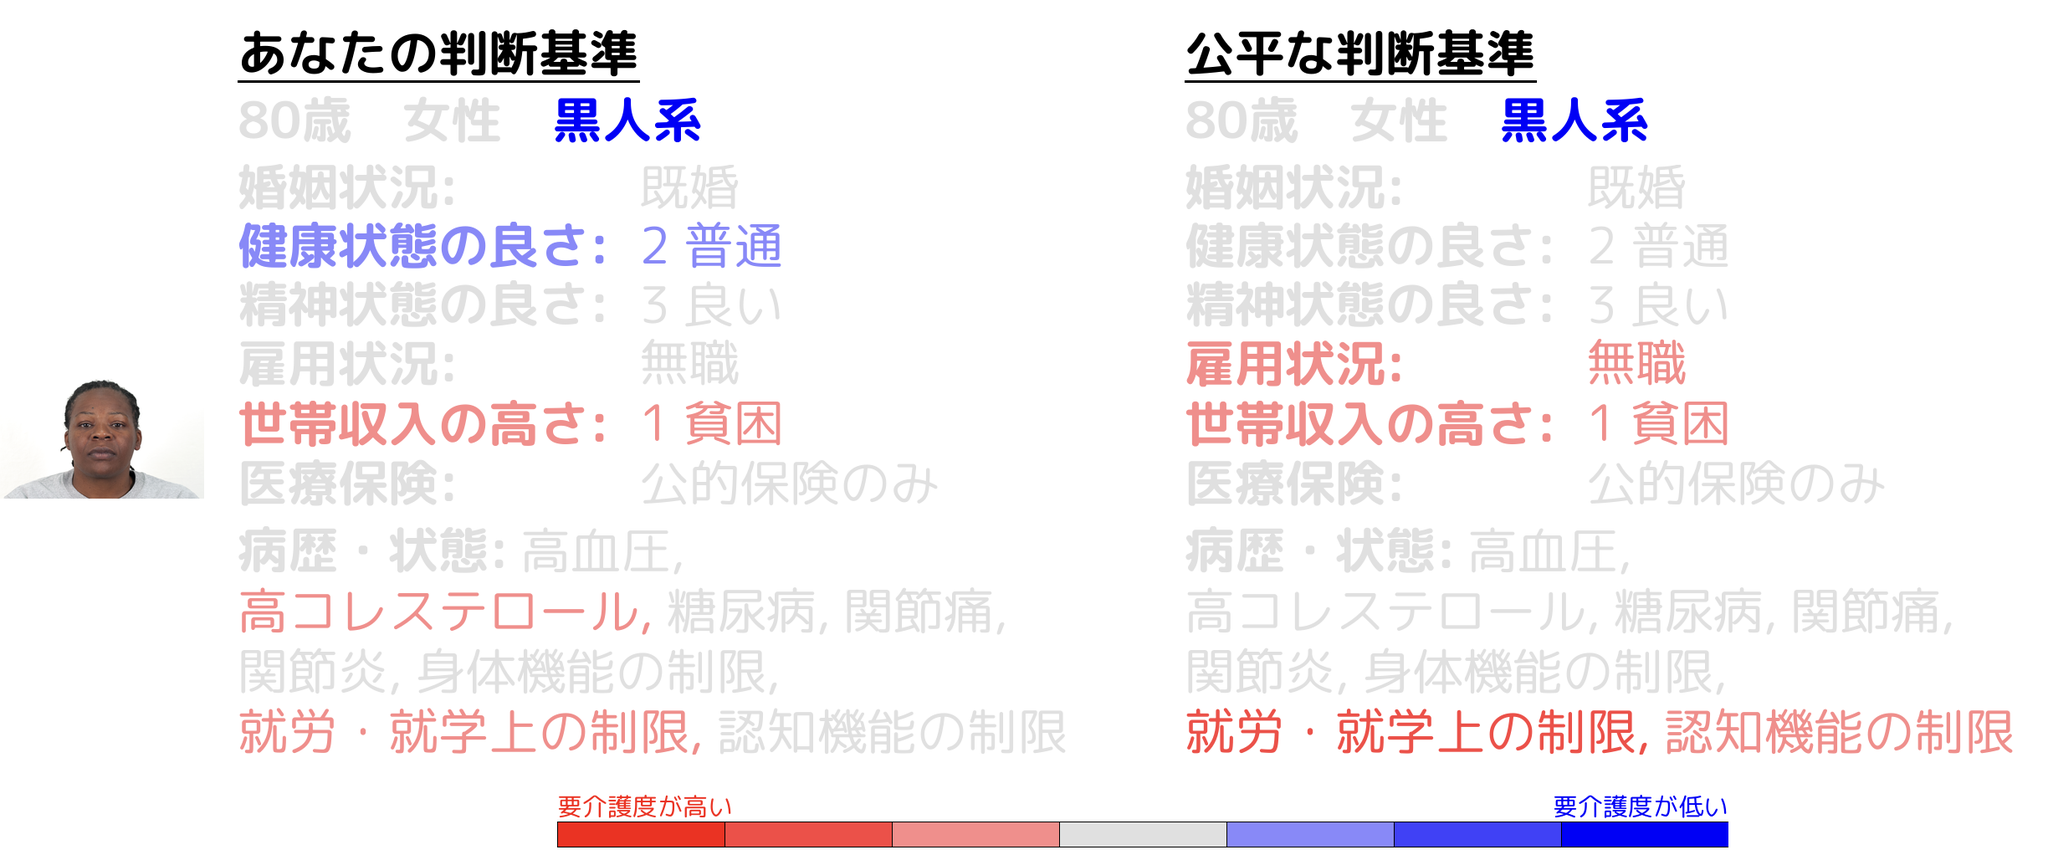 あなたの判断基準
80歳　女性　黒人系
婚姻状況: 既婚
健康状態の良さ: 2 普通
精神状態の良さ: 3 良い
雇用状況: 無職
世帯収入の高さ: 1 貧困
医療保険: 公的保険のみ
病歴・状態: 高血圧,
高コレステロール, 糖尿病, 関節痛,
関節炎, 身体機能の制限,
就労・就学上の制限, 認知機能の制限
公平な判断基準
80歳　女性　黒人系
婚姻状況: 既婚
健康状態の良さ: 2 普通
精神状態の良さ: 3 良い
雇用状況: 無職
世帯収入の高さ: 1 貧困
医療保険: 公的保険のみ
病歴・状態: 高血圧,
高コレステロール, 糖尿病, 関節痛,
関節炎, 身体機能の制限,
就労・就学上の制限, 認知機能の制限
要介護度が高い
要介護度が低い